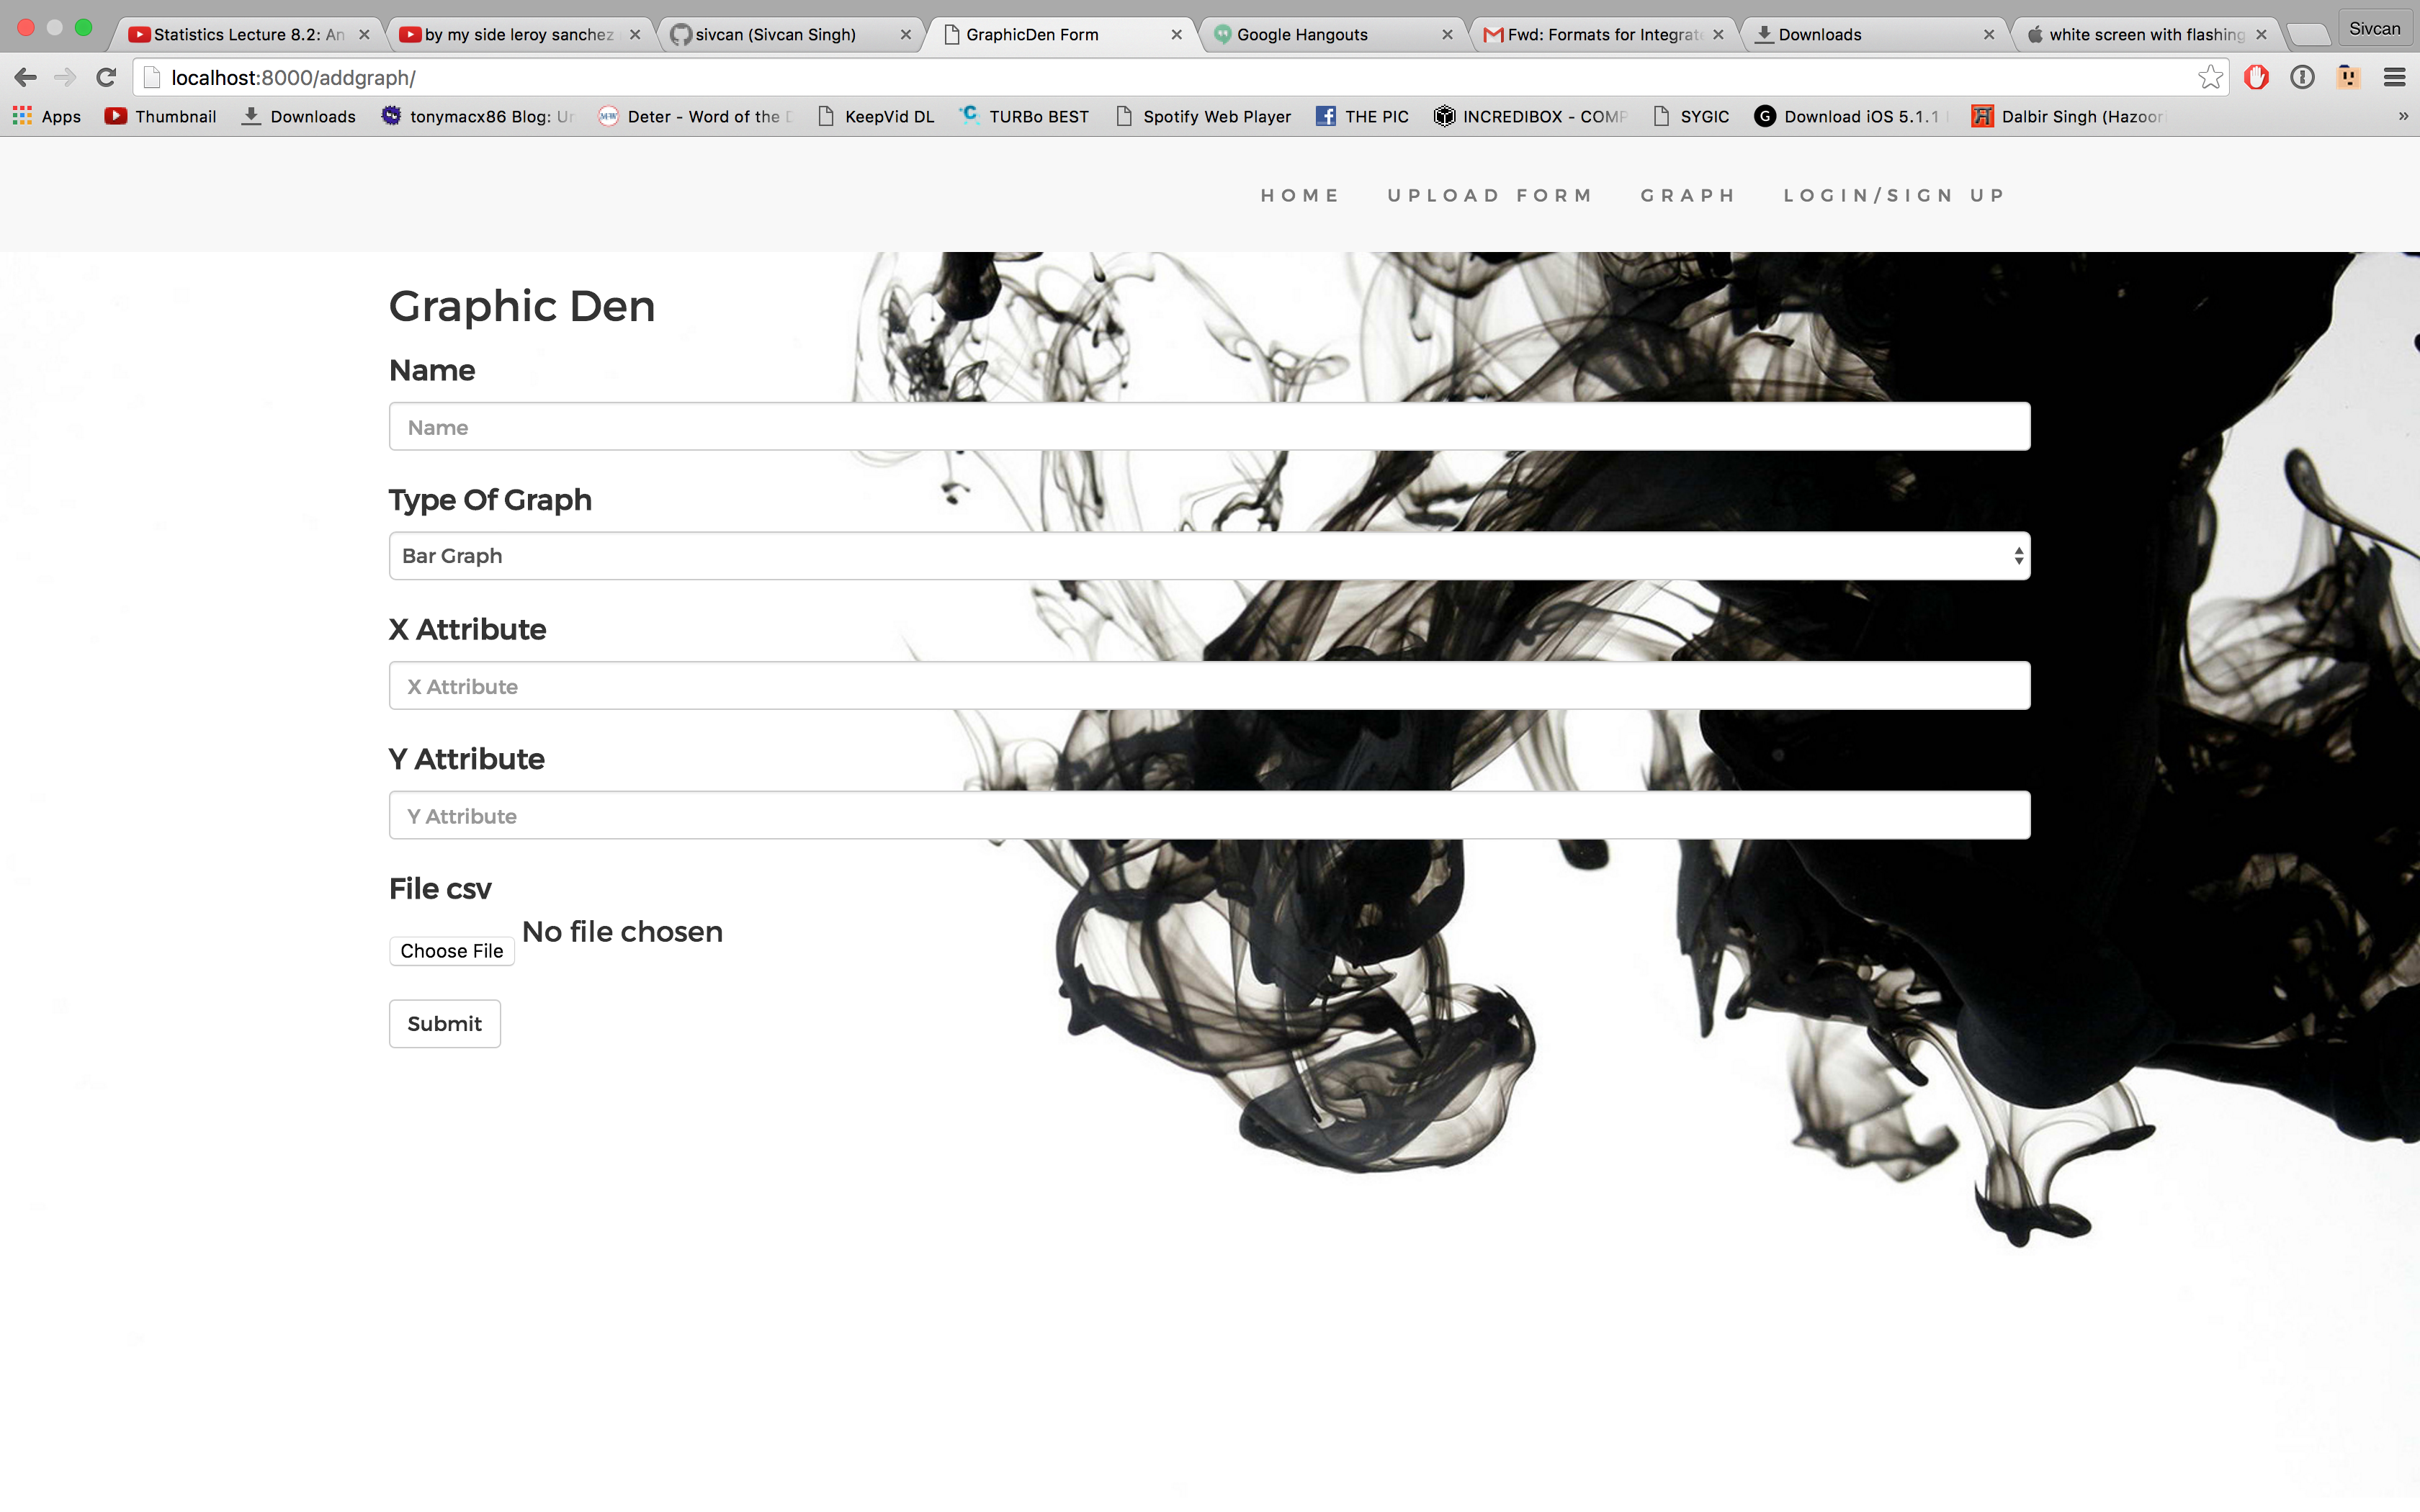 Statistics Lecture 8.2: An
by my side leroy sanchez
sivcan (Sivcan Singh)
GraphicDen Form
Google Hangouts
Fwd: Formats for Integrat
Downloads
white screen with flashing
Sivcan
localhost:8000/addgraph/
Apps
Thumbnail
Downloads
tonymacx86 Blog: Un
Deter - Word of the D
KeepVid DL
TURBo BEST
Spotify Web Player
THE PIC
INCREDIBOX - COMP
SYGIC
Download iOS 5.1.1
Dalbir Singh (Hazoor
»
HOME UPLOAD FORM GRAPH LOGIN/SIGN UP
Graphic Den
Name
Name
Type Of Graph
Bar Graph
X Attribute
X Attribute
Y Attribute
Y Attribute
File csv
Choose File No file chosen
Submit